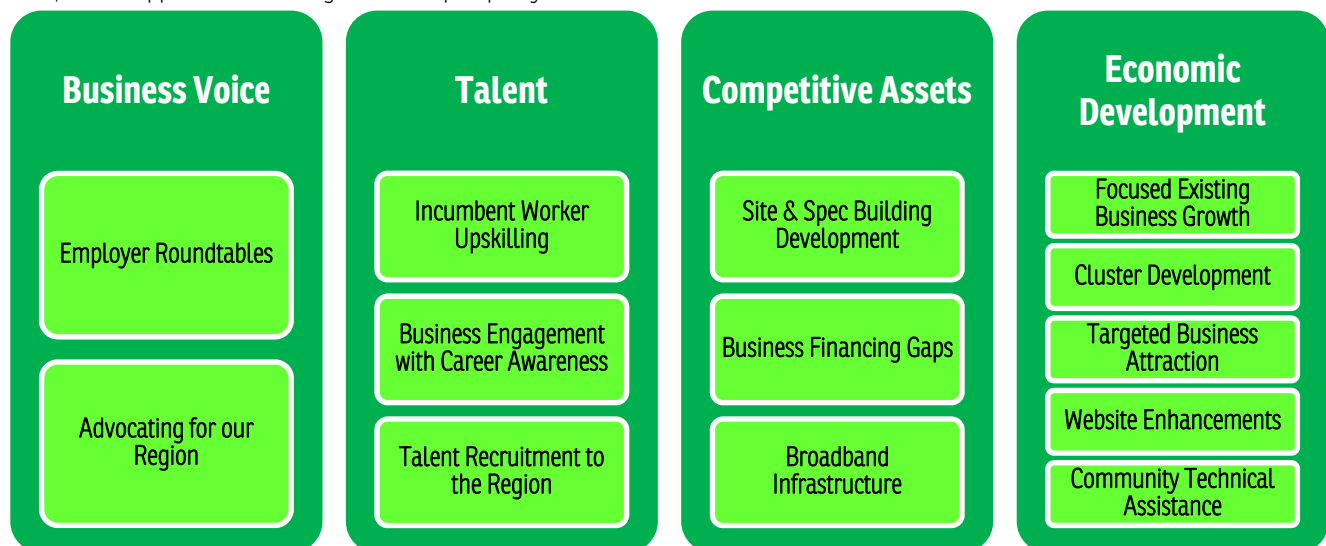 Business Voice
Employer Roundtables
Advocating for our
Region
Talent
Incumbent Worker
Upskilling
Business Engagement
with Career Awareness
Talent Recruitment to
the Region
Competitive Assets
Site & Spec Building
Development
Business Financing Gaps
Broadband
Infrastructure
Economic
Development
Focused Existing
Business Growth
Cluster Development
Targeted Business
Attraction
Website Enhancements
Community Technical
Assistance